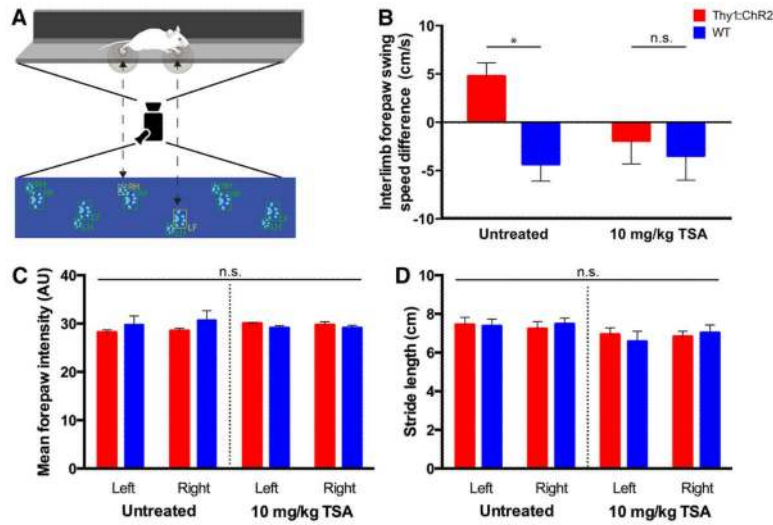 A
B
Thy1::ChR2
WT
Interlimb forepaw swing
speed difference (cm/s)
10
5
0
-5
-10
*
n.s.
Untreated
10 mg/kg TSA
RH
LF
C
Mean forepaw intensity (AU)
40
30
20
10
0
n.s.
Left
Right
Left
Right
Untreated
10 mg/kg TSA
D
Stride length (cm)
10
8
6
4
2
0
n.s.
Left
Right
Left
Right
Untreated
10 mg/kg TSA